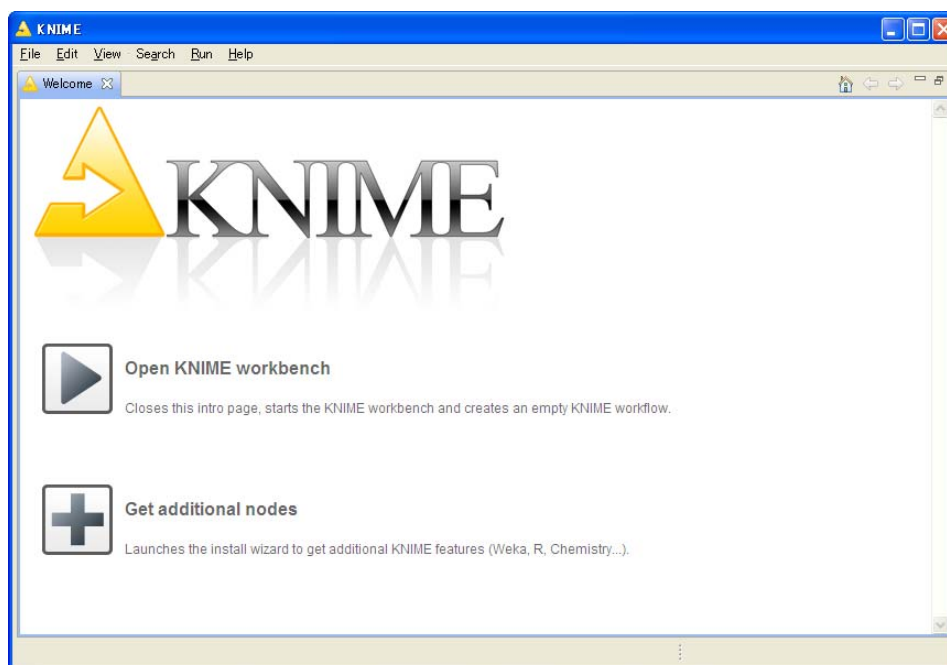 KNIME
File Edit View Search Run Help
Welcome
KNIME
Open KNIME workbench
Closes this intro page, starts the KNIME workbench and creates an empty KNIME workflow.
Get additional nodes
Launches the install wizard to get additional KNIME features (Weka, R, Chemistry...).